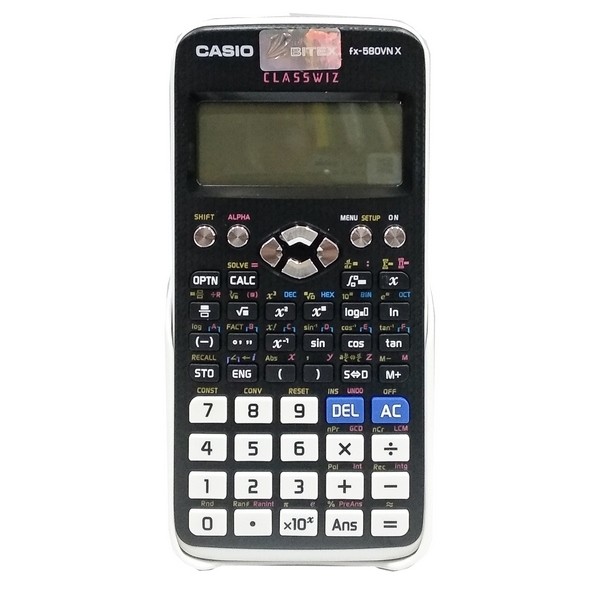 CASIO BITEX fx-580VN X
CLASSWIZ
SHIFT ALPHA MENU SETUP ON
SOLVE =
OPTN CALC x
DEC HEX BIN OCT
√■ x² x■ log■□ ln
log A FACT B x! C sin⁻¹ D cos⁻¹ E tan⁻¹ F
(−) x⁻¹ sin cos tan
RECALL Abs x , y Z M− M
STO ENG ( ) S⇔D M+
CONST CONV RESET INS UNDO OFF
7 8 9 DEL AC
nPr GCD nCr LCM
4 5 6 × ÷
Pol Int Rec Intg
1 2 3 + −
Rnd Ran# RanInt π e % PreAns ≈
0 • ×10ˣ Ans =